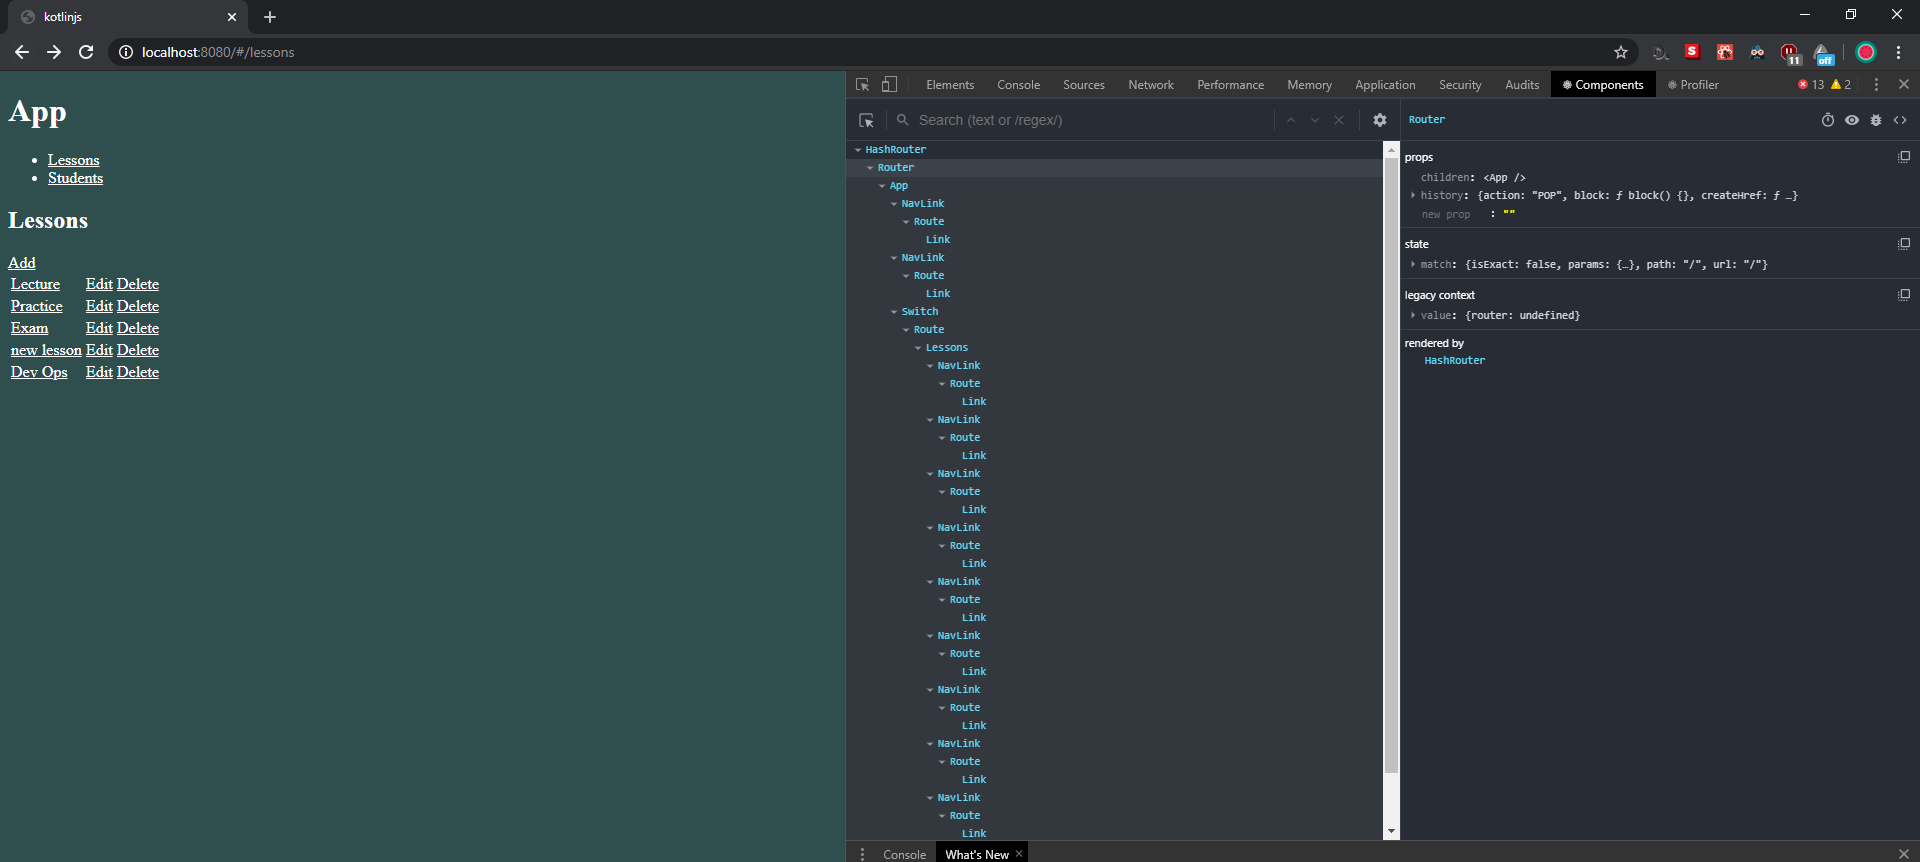 kotlinjs
localhost:8080/#/lessons
S
11
off
App
Lessons
Students
Lessons
Add
Lecture Edit Delete
Practice Edit Delete
Exam Edit Delete
new lesson Edit Delete
Dev Ops Edit Delete
Elements Console Sources Network Performance Memory Application Security Audits Components Profiler 13 2
Search (text or /regex/)
HashRouter
Router
App
NavLink
Route
Link
NavLink
Route
Link
Switch
Route
Lessons
NavLink
Route
Link
NavLink
Route
Link
NavLink
Route
Link
NavLink
Route
Link
NavLink
Route
Link
NavLink
Route
Link
NavLink
Route
Link
NavLink
Route
Link
NavLink
Route
Link
Router
props
children: <App />
history: {action: "POP", block: ƒ block() {}, createHref: ƒ …}
new prop : ""
state
match: {isExact: false, params: {…}, path: "/", url: "/"}
legacy context
value: {router: undefined}
rendered by
HashRouter
Console What's New